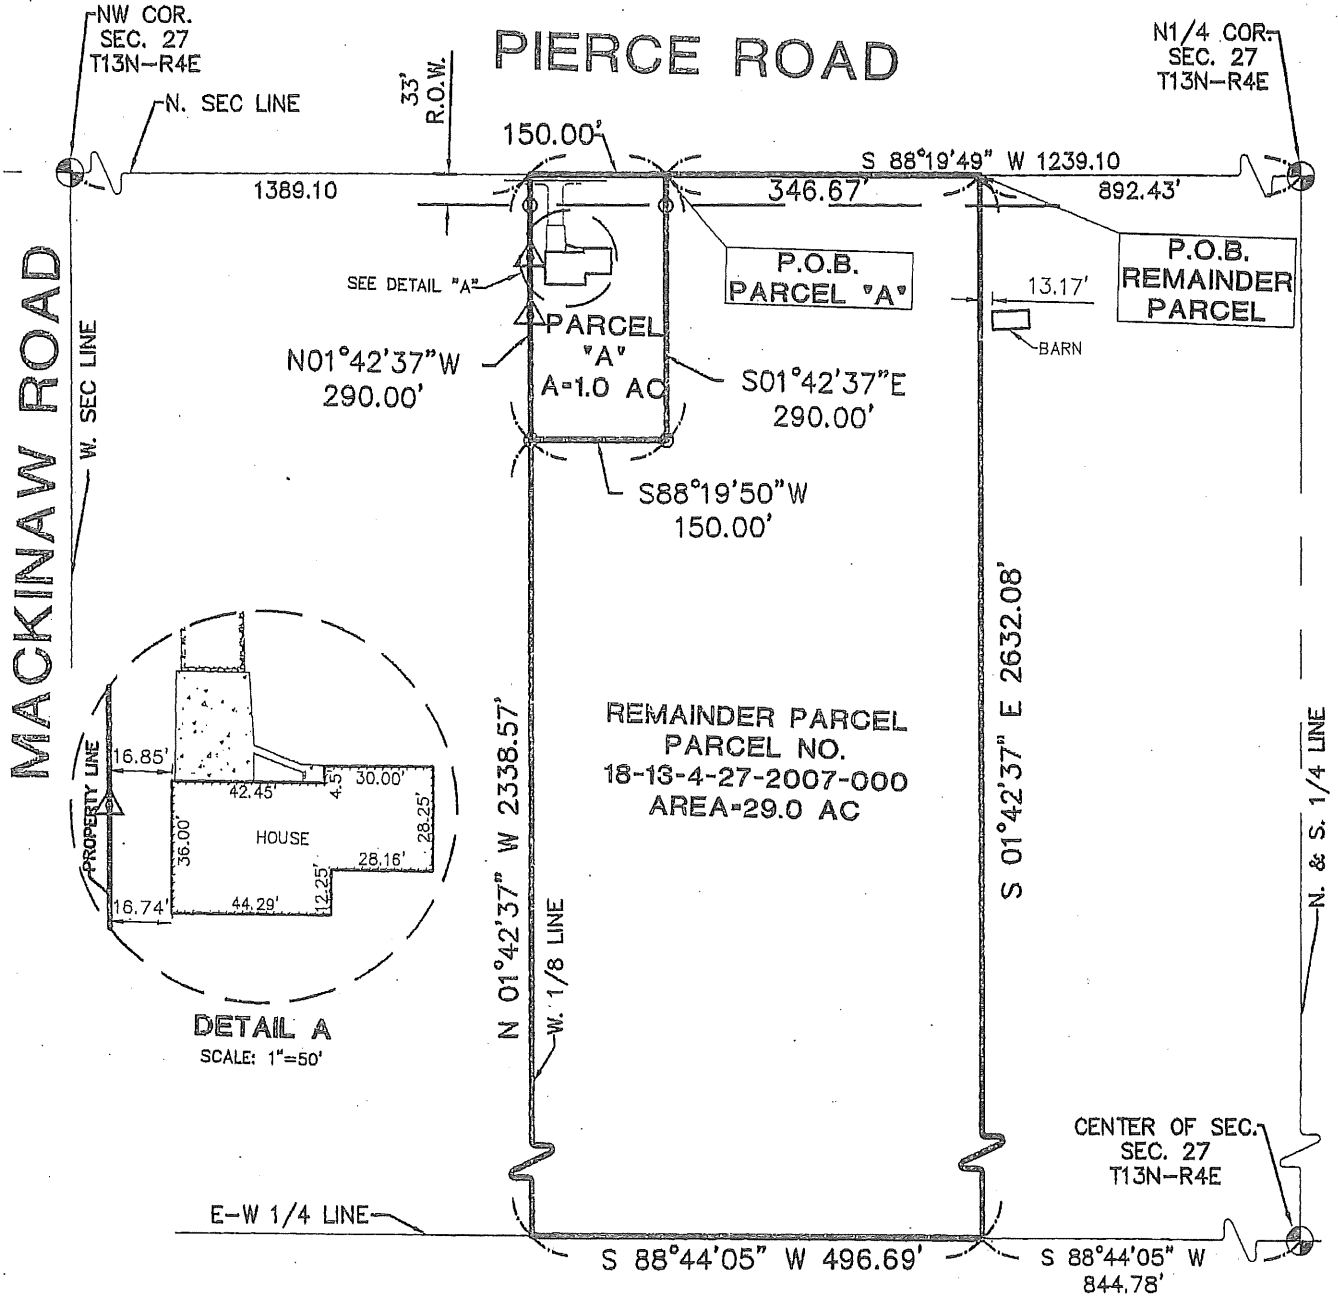 NW COR.
SEC. 27
T13N-R4E
N. SEC LINE
33'
R.O.W.
PIERCE ROAD
N1/4 COR.
SEC. 27
T13N-R4E
150.00'
S 88°19'49" W 1239.10
1389.10
346.67'
892.43'
MACKINAW ROAD
W. SEC LINE
SEE DETAIL "A"
P.O.B.
PARCEL "A"
P.O.B.
REMAINDER
PARCEL
13.17'
BARN
PARCEL
"A"
A=1.0 AC
N01°42'37"W
290.00'
S01°42'37"E
290.00'
S88°19'50"W
150.00'
S 01°42'37" E 2632.08'
N 01°42'37" W 2338.57'
REMAINDER PARCEL
PARCEL NO.
18-13-4-27-2007-000
AREA=29.0 AC
N. & S. 1/4 LINE
W. 1/8 LINE
16.85'
PROPERTY LINE
42.45'
4.5'
30.00'
36.00'
HOUSE
28.25'
28.16'
12.25'
44.29'
16.74'
DETAIL A
SCALE: 1"=50'
CENTER OF SEC.
SEC. 27
T13N-R4E
E-W 1/4 LINE
S 88°44'05" W 496.69'
S 88°44'05" W
844.78'